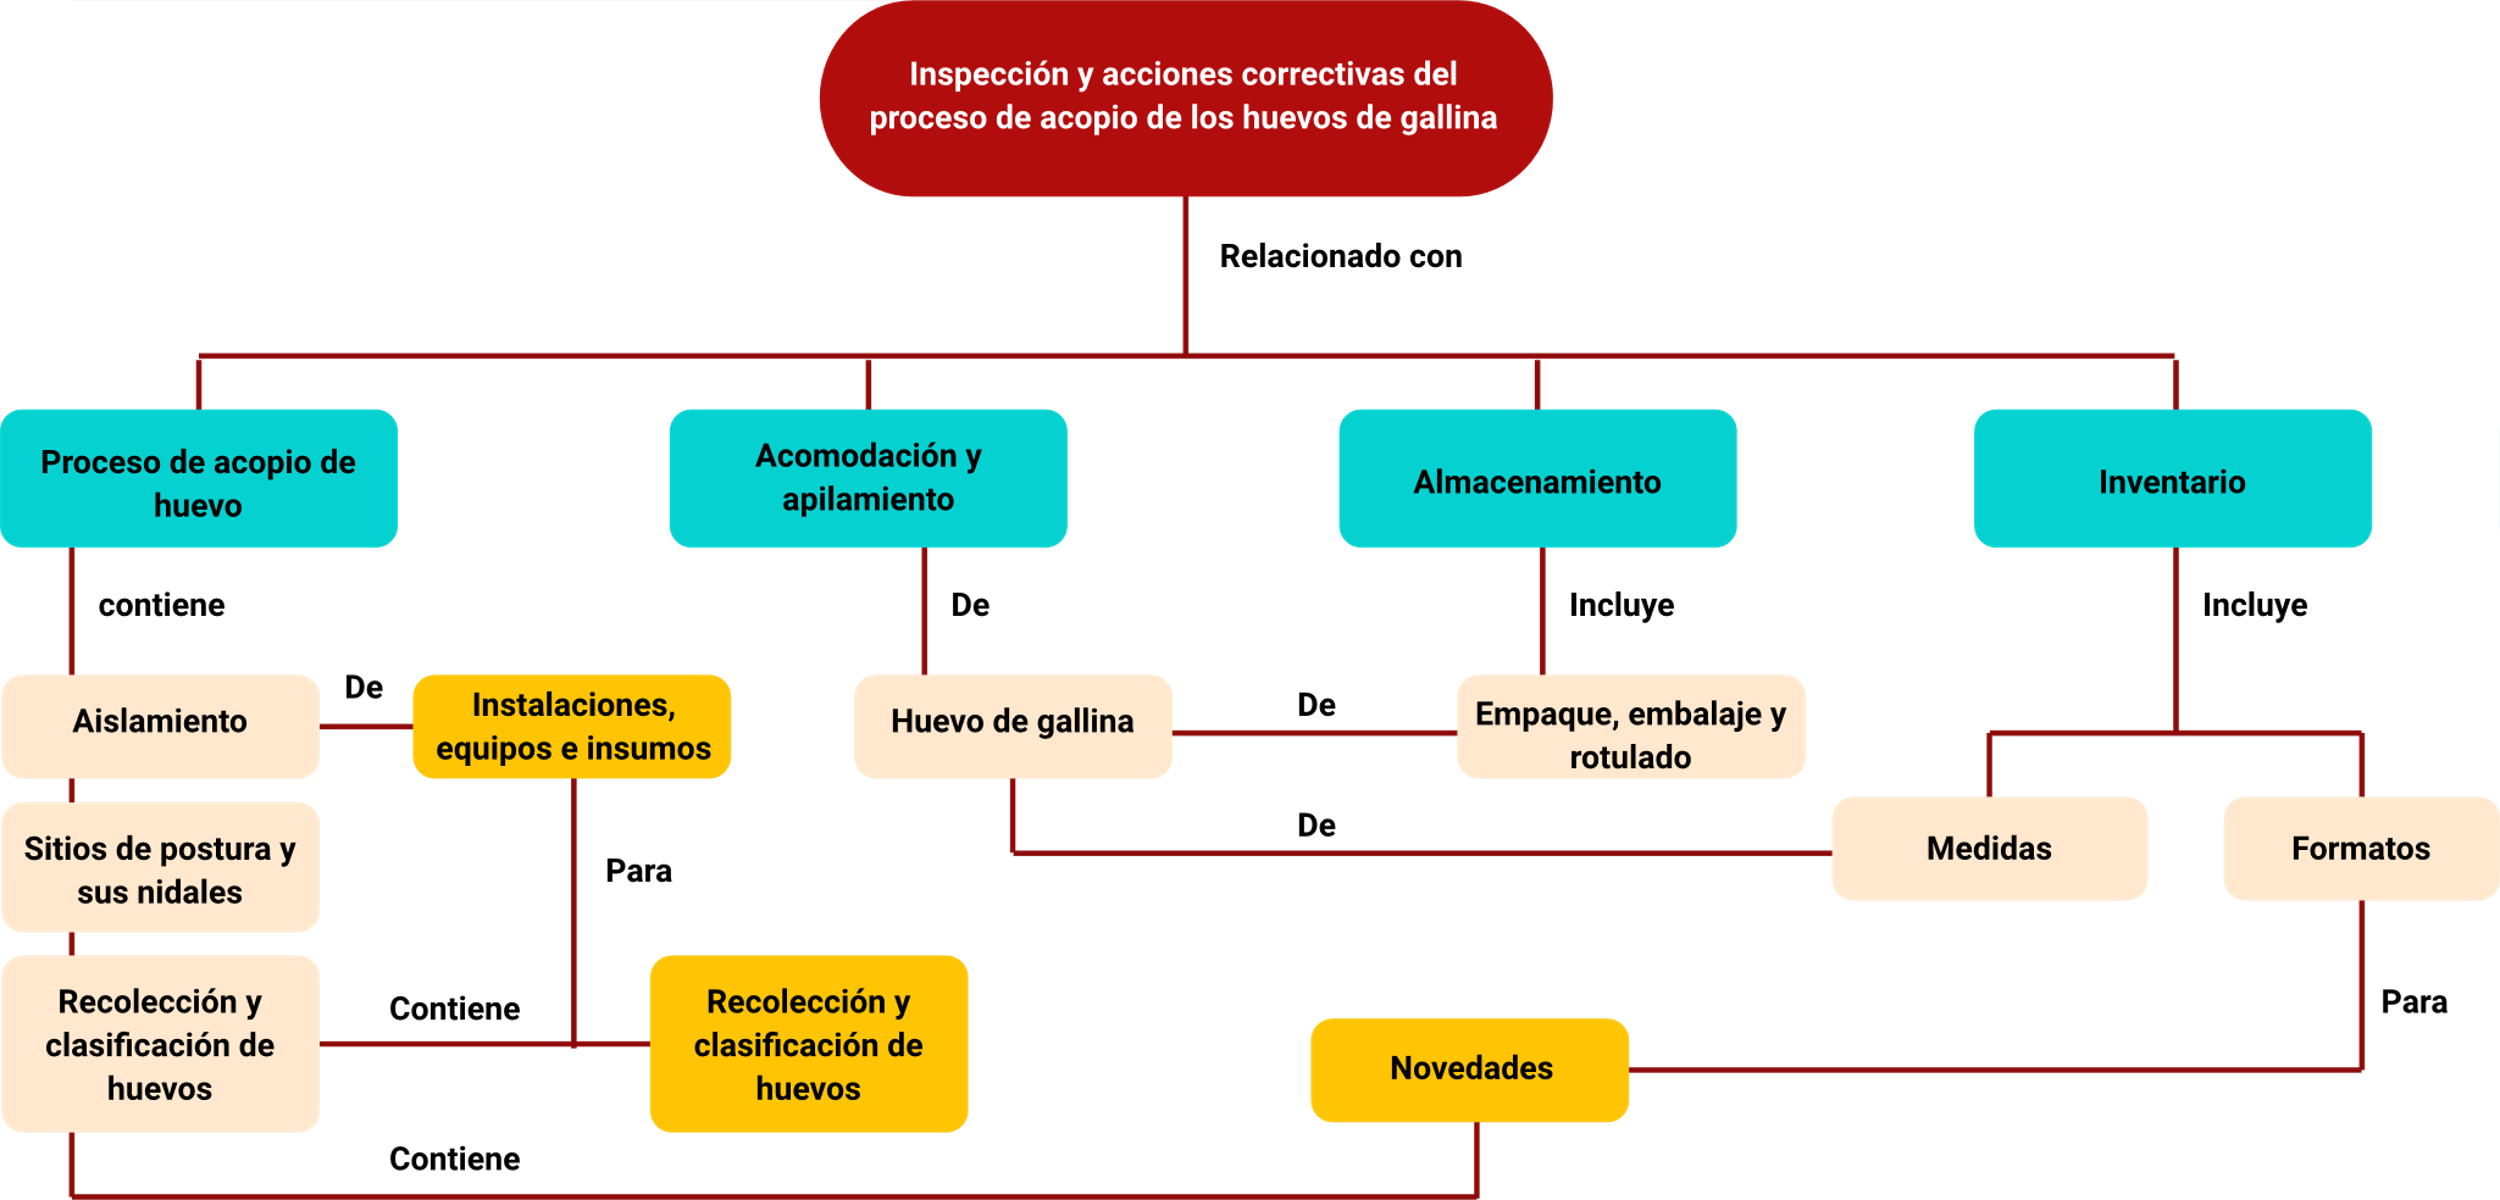 Inspección y acciones correctivas del
proceso de acopio de los huevos de gallina
Relacionado con
Proceso de acopio de
huevo
Acomodación y
apilamiento
Almacenamiento
Inventario
contiene
De
Incluye
Incluye
Aislamiento
De
Instalaciones,
equipos e insumos
Huevo de gallina
De
Empaque, embalaje y
rotulado
De
Medidas
Formatos
Sitios de postura y
sus nidales
Para
Recolección y
clasificación de
huevos
Contiene
Recolección y
clasificación de
huevos
Novedades
Para
Contiene